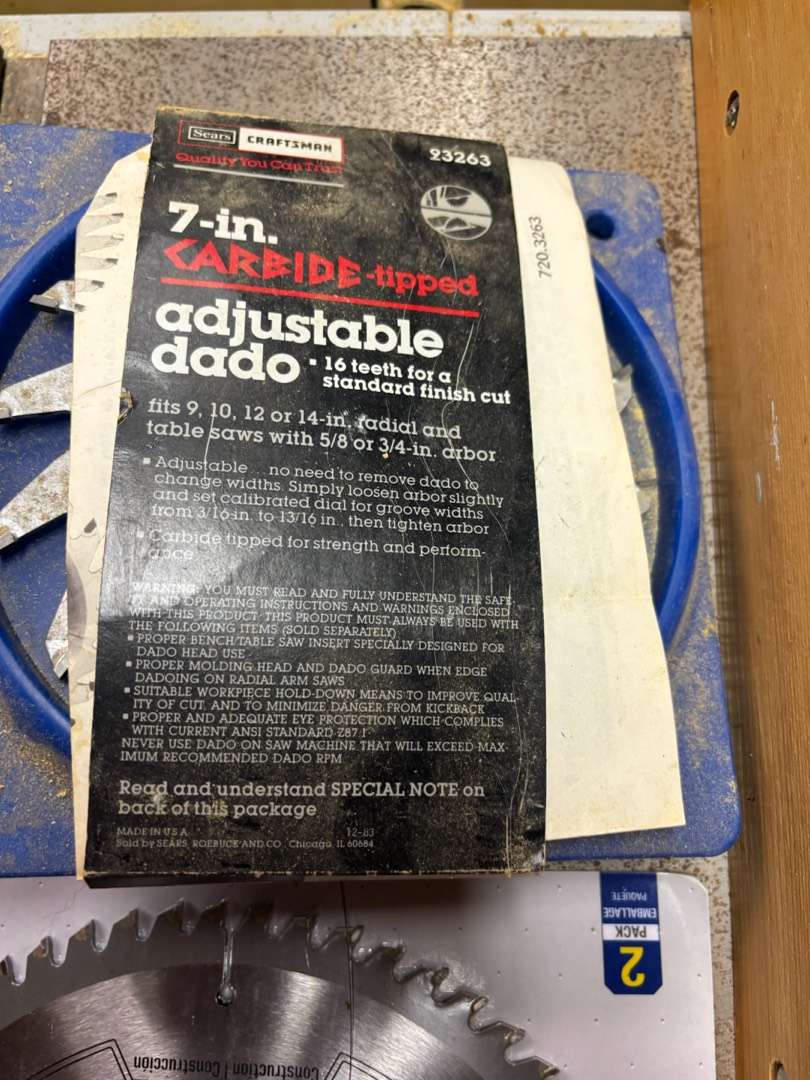 Sears CRAFTSMAN
Quality You Can Trust
23263
7-in.
CARBIDE-tipped
adjustable
dado
▪ 16 teeth for a
standard finish cut
fits 9, 10, 12 or 14-in. radial and
table saws with 5/8 or 3/4-in. arbor
▪ Adjustable . . . no need to remove dado to
change widths. Simply loosen arbor slightly
and set calibrated dial for groove widths
from 3/16-in. to 13/16 in., then tighten arbor
▪ Carbide tipped for strength and perform-
ance
WARNING: YOU MUST READ AND FULLY UNDERSTAND THE SAFE-
TY AND OPERATING INSTRUCTIONS AND WARNINGS ENCLOSED
WITH THIS PRODUCT. THIS PRODUCT MUST ALWAYS BE USED WITH
THE FOLLOWING ITEMS (SOLD SEPARATELY)
▪ PROPER BENCH/TABLE SAW INSERT SPECIALLY DESIGNED FOR
DADO HEAD USE
▪ PROPER MOLDING HEAD AND DADO GUARD WHEN EDGE
DADOING ON RADIAL ARM SAWS
▪ SUITABLE WORKPIECE HOLD-DOWN MEANS TO IMPROVE QUAL-
ITY OF CUT, AND TO MINIMIZE DANGER FROM KICKBACK
▪ PROPER AND ADEQUATE EYE PROTECTION WHICH COMPLIES
WITH CURRENT ANSI STANDARD Z87.1
NEVER USE DADO ON SAW MACHINE THAT WILL EXCEED MAX-
IMUM RECOMMENDED DADO RPM
Read and understand SPECIAL NOTE on
back of this package
MADE IN U.S.A.
12-83
Sold by SEARS, ROEBUCK AND CO., Chicago, IL 60684
720.3263
2
PACK
EMBALLAGE
PAQUETE
Construction | Construction
Construcción